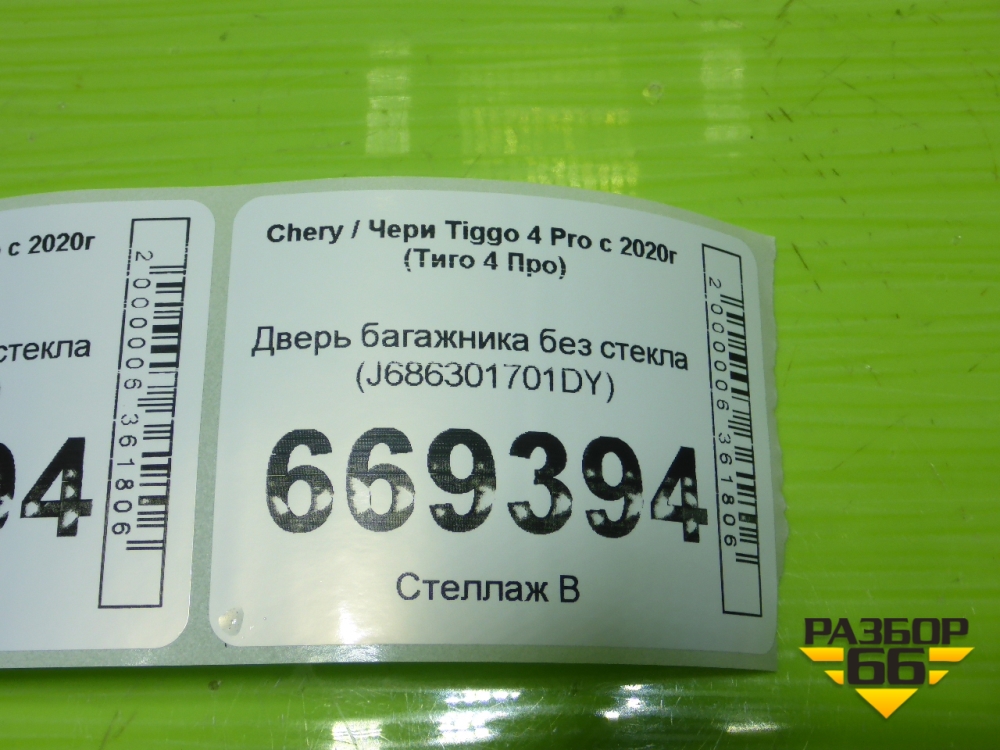 с 2020г
стекла
94
2000006361806
Chery / Чери Tiggo 4 Pro с 2020г
(Тиго 4 Про)
Дверь багажника без стекла
(J686301701DY)
669394
Стеллаж В
2000006361806
РАЗБОР
66